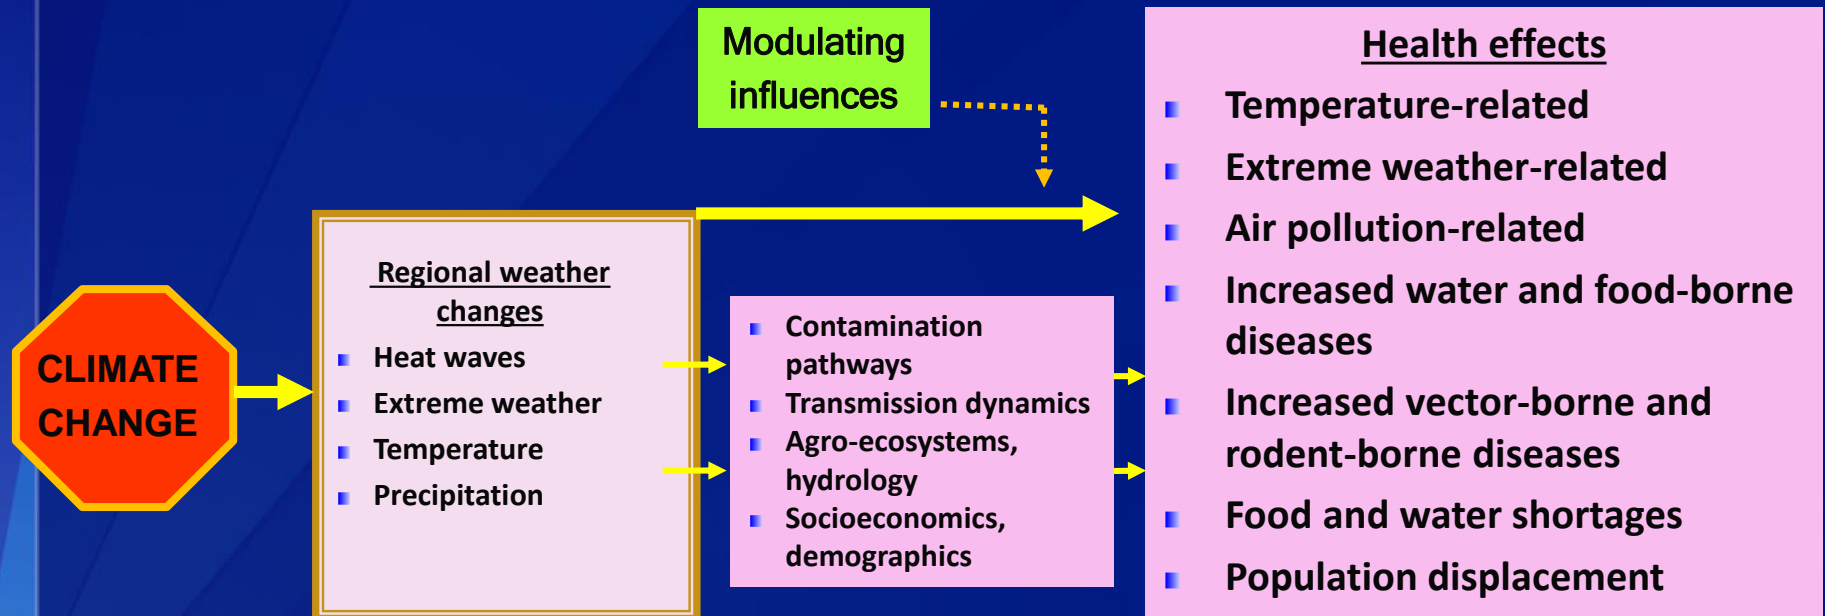 CLIMATE
CHANGE
Regional weather
changes
Heat waves
Extreme weather
Temperature
Precipitation
Modulating
influences
Contamination
pathways
Transmission dynamics
Agro-ecosystems,
hydrology
Socioeconomics,
demographics
Health effects
Temperature-related
Extreme weather-related
Air pollution-related
Increased water and food-borne
diseases
Increased vector-borne and
rodent-borne diseases
Food and water shortages
Population displacement